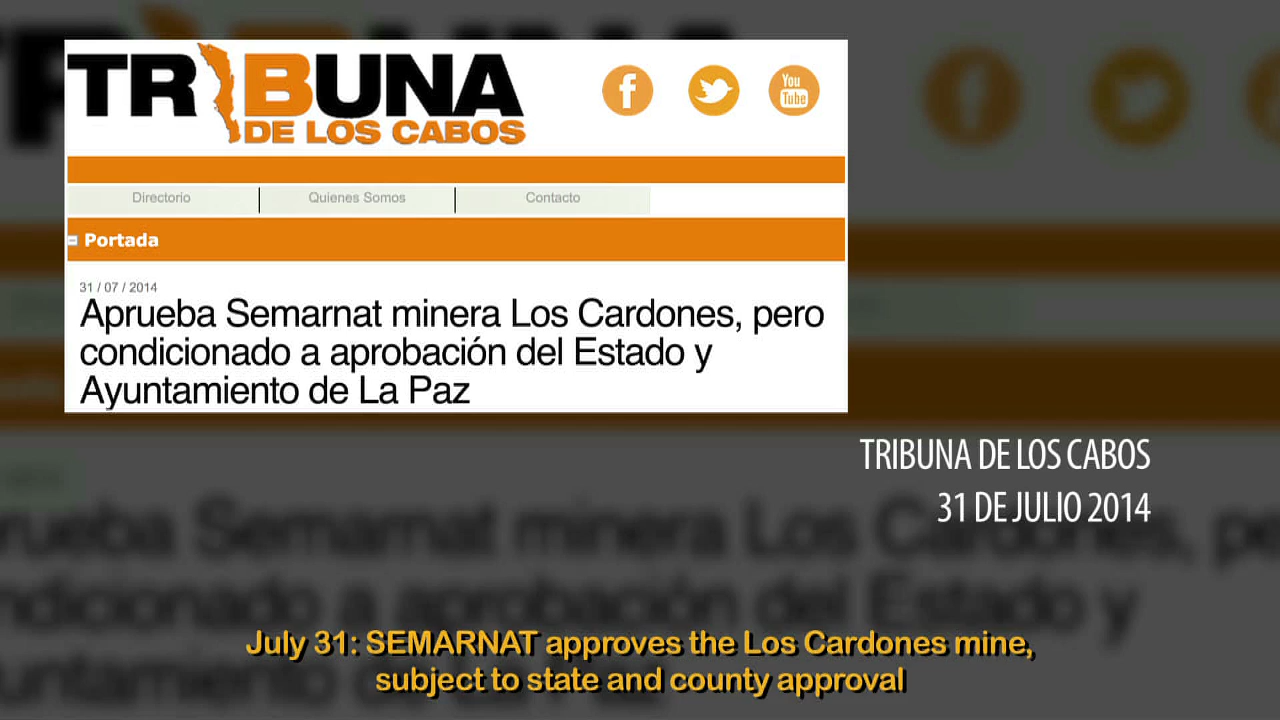 TRIBUNA
DE LOS CABOS
f
You
Tube
Directorio
Quienes Somos
Contacto
Portada
31 / 07 / 2014
Aprueba Semarnat minera Los Cardones, pero
condicionado a aprobación del Estado y
Ayuntamiento de La Paz
TRIBUNA DE LOS CABOS
31 DE JULIO 2014
July 31: SEMARNAT approves the Los Cardones mine,
subject to state and county approval